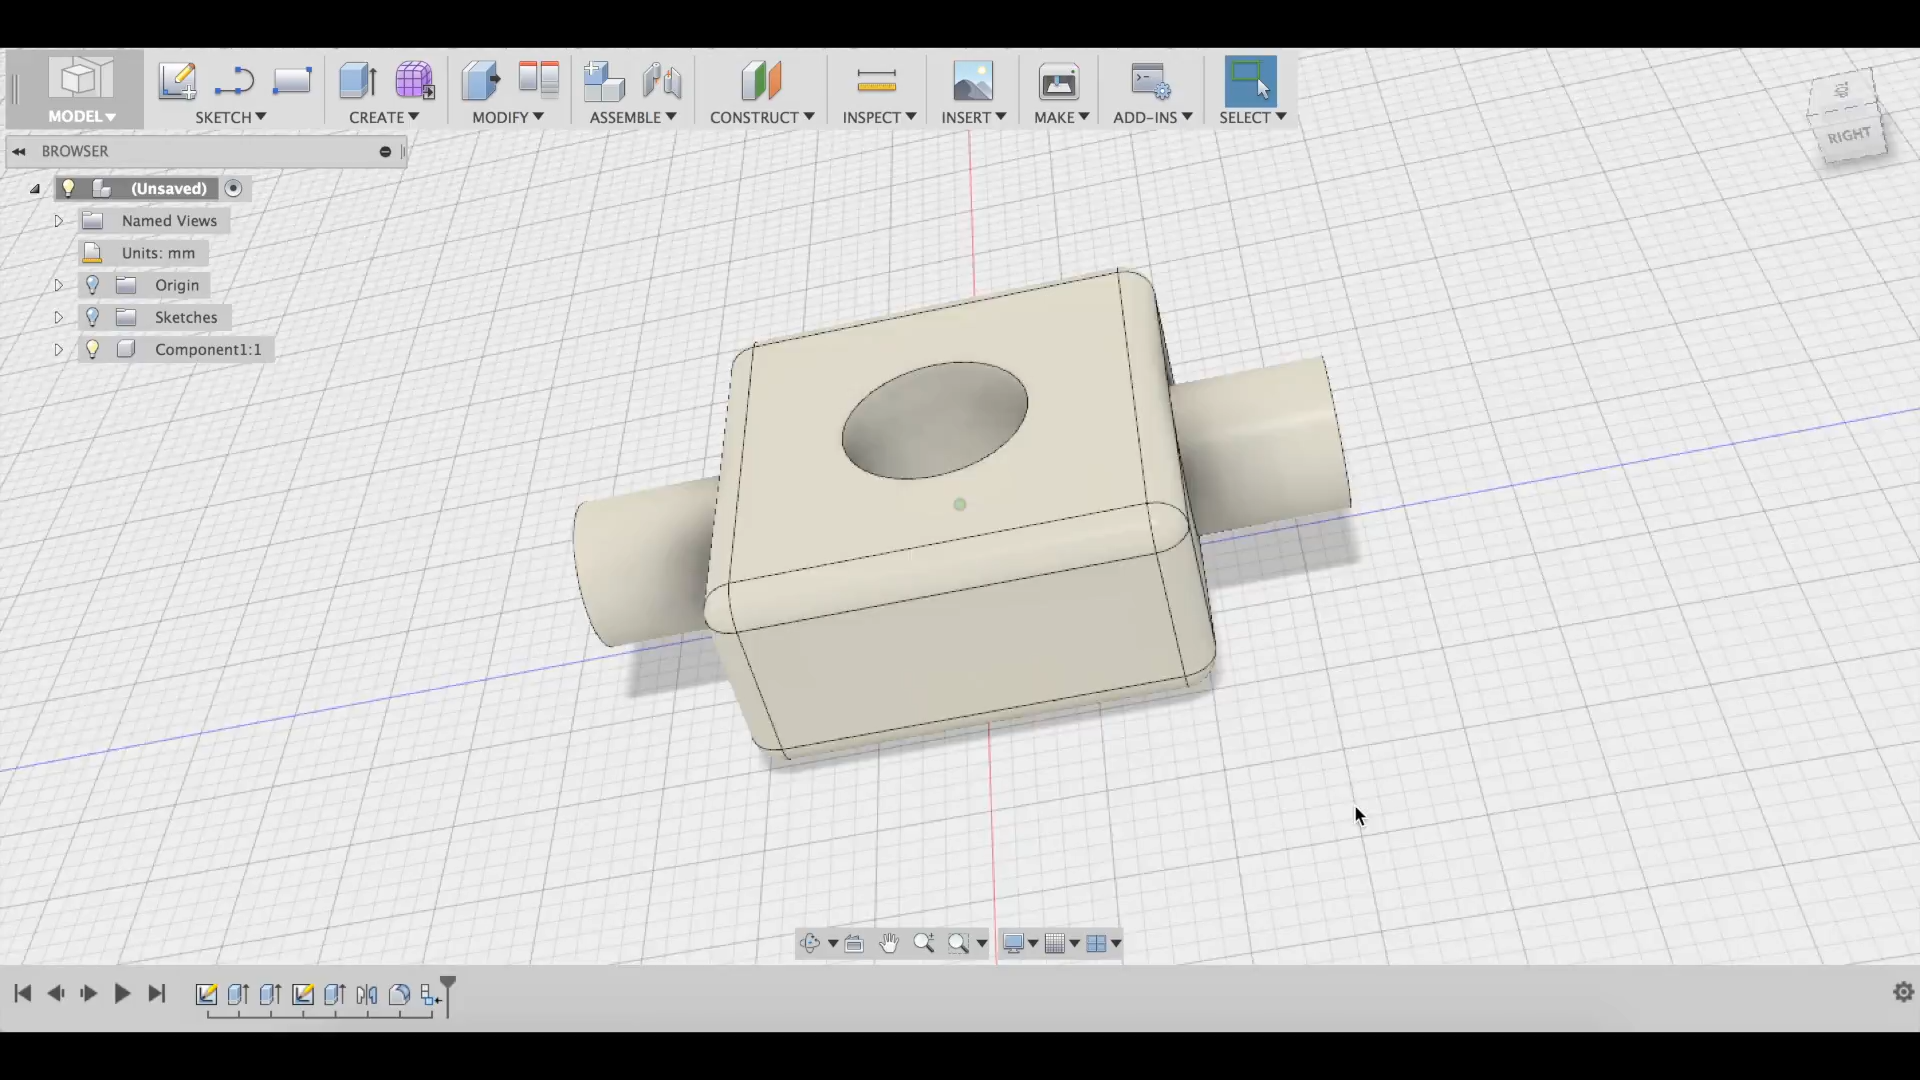 MODEL
SKETCH
CREATE
MODIFY
ASSEMBLE
CONSTRUCT
INSPECT
INSERT
MAKE
ADD-INS
SELECT
BROWSER
(Unsaved)
Named Views
Units: mm
Origin
Sketches
Component1:1
TOP
RIGHT